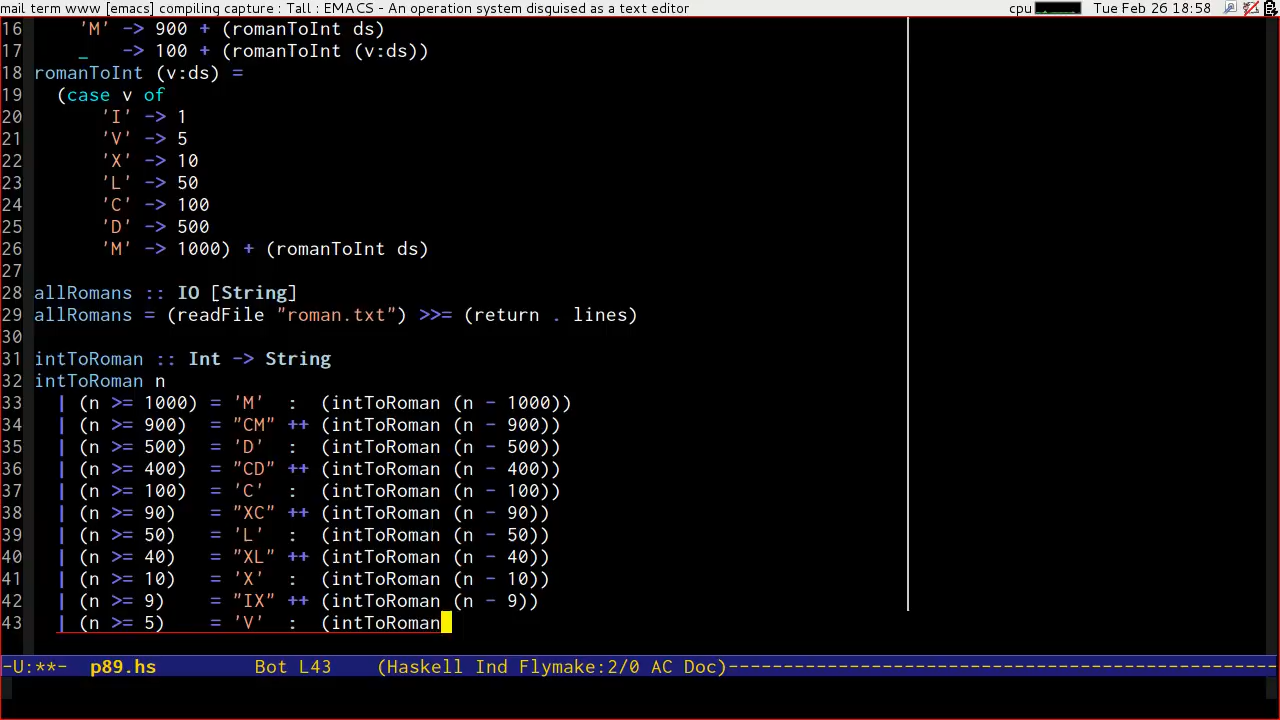 mail term www [emacs] compiling capture : Tall : EMACS - An operation system disguised as a text editor cpu Tue Feb 26 18:58
16     'M' -> 900 + (romanToInt ds)
17     _   -> 100 + (romanToInt (v:ds))
18 romanToInt (v:ds) =
19   (case v of
20       'I' -> 1
21       'V' -> 5
22       'X' -> 10
23       'L' -> 50
24       'C' -> 100
25       'D' -> 500
26       'M' -> 1000) + (romanToInt ds)
27
28 allRomans :: IO [String]
29 allRomans = (readFile "roman.txt") >>= (return . lines)
30
31 intToRoman :: Int -> String
32 intToRoman n
33   | (n >= 1000) = 'M'  :  (intToRoman (n - 1000))
34   | (n >= 900)  = "CM" ++ (intToRoman (n - 900))
35   | (n >= 500)  = 'D'  :  (intToRoman (n - 500))
36   | (n >= 400)  = "CD" ++ (intToRoman (n - 400))
37   | (n >= 100)  = 'C'  :  (intToRoman (n - 100))
38   | (n >= 90)   = "XC" ++ (intToRoman (n - 90))
39   | (n >= 50)   = 'L'  :  (intToRoman (n - 50))
40   | (n >= 40)   = "XL" ++ (intToRoman (n - 40))
41   | (n >= 10)   = 'X'  :  (intToRoman (n - 10))
42   | (n >= 9)    = "IX" ++ (intToRoman (n - 9))
43   | (n >= 5)    = 'V'  :  (intToRoman
-U:**-  p89.hs         Bot L43    (Haskell Ind Flymake:2/0 AC Doc)--------------------------------------------------